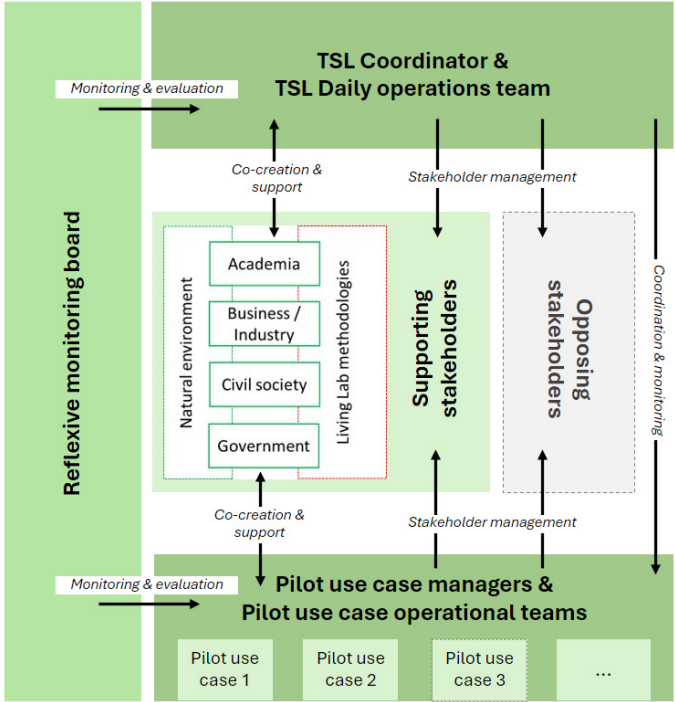 TSL Coordinator &
TSL Daily operations team
Monitoring & evaluation
Co-creation &
support
Stakeholder management
Reflexive monitoring board
Natural environment
Academia
Business /
Industry
Civil society
Government
Living Lab methodologies
Supporting
stakeholders
Opposing
stakeholders
Coordination & monitoring
Co-creation &
support
Stakeholder management
Monitoring & evaluation
Pilot use case managers &
Pilot use case operational teams
Pilot use
case 1
Pilot use
case 2
Pilot use
case 3
...